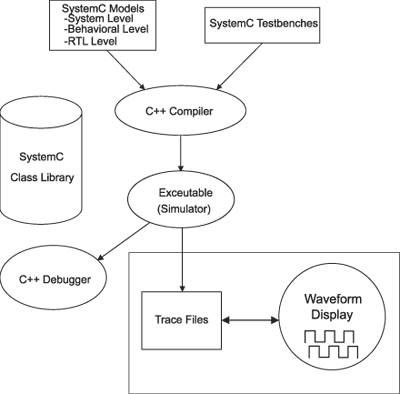 SystemC Models
-System Level
-Behavioral Level
-RTL Level
SystemC Testbenches
C++ Compiler
SystemC
Class Library
Exceutable
(Simulator)
C++ Debugger
Trace Files
Waveform
Display